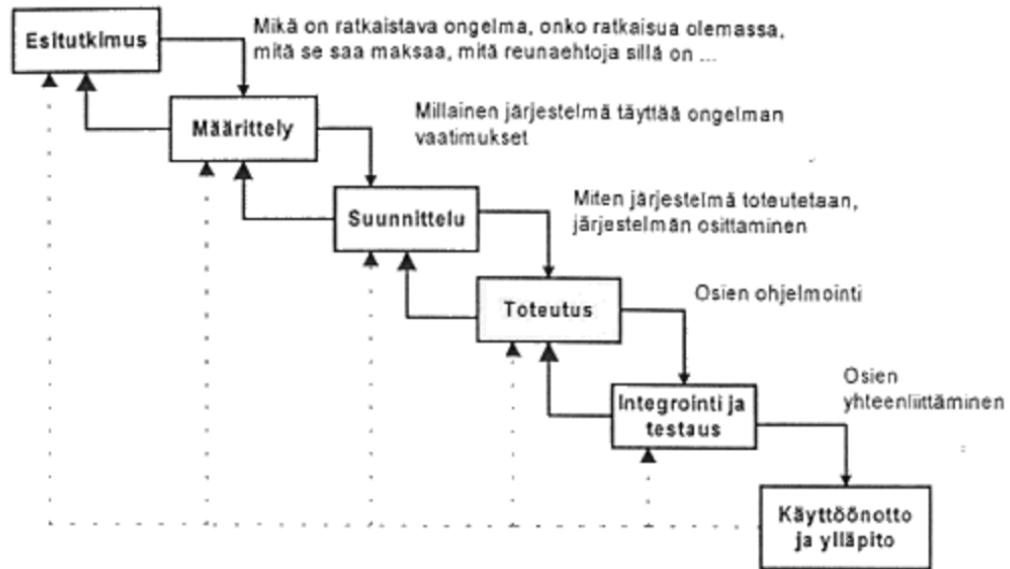 Esitutkimus
Mikä on ratkaistava ongelma, onko ratkaisua olemassa,
mitä se saa maksaa, mitä reunaehtoja sillä on ...
Määrittely
Millainen järjestelmä täyttää ongelman
vaatimukset
Suunnittelu
Miten järjestelmä toteutetaan,
järjestelmän osittaminen
Toteutus
Osien ohjelmointi
Integrointi ja
testaus
Osien
yhteenliittäminen
Käyttöönotto
ja ylläpito